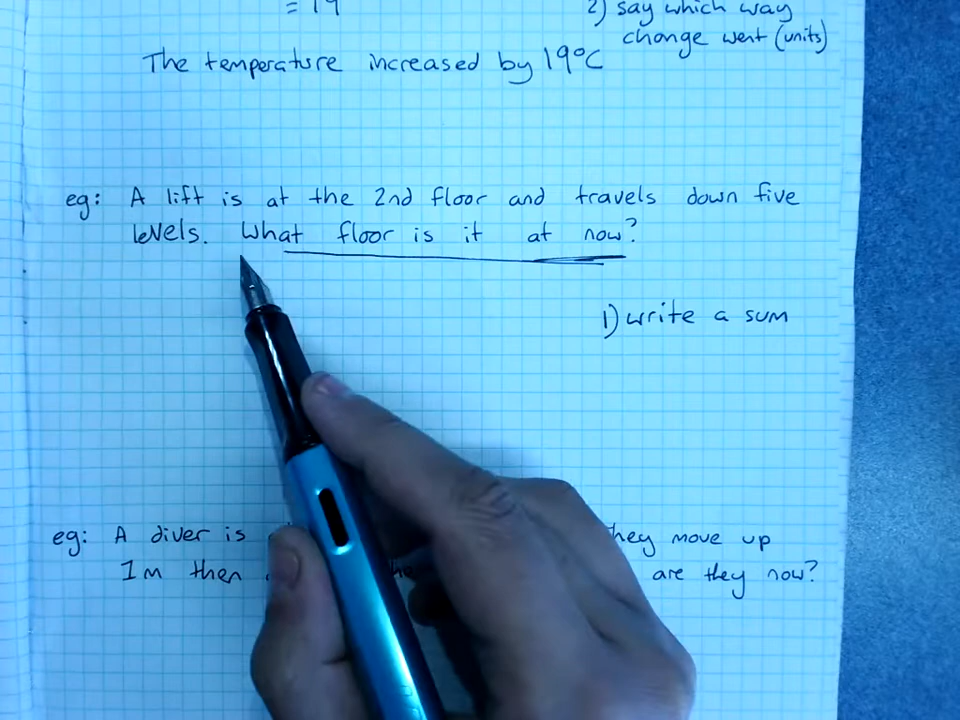 = 19
2) say which way
change went (units)
The temperature increased by 19°C
eg: A lift is at the 2nd floor and travels down five
levels. What floor is it at now?
1) write a sum
eg: A diver is they move up
1m then are they now?